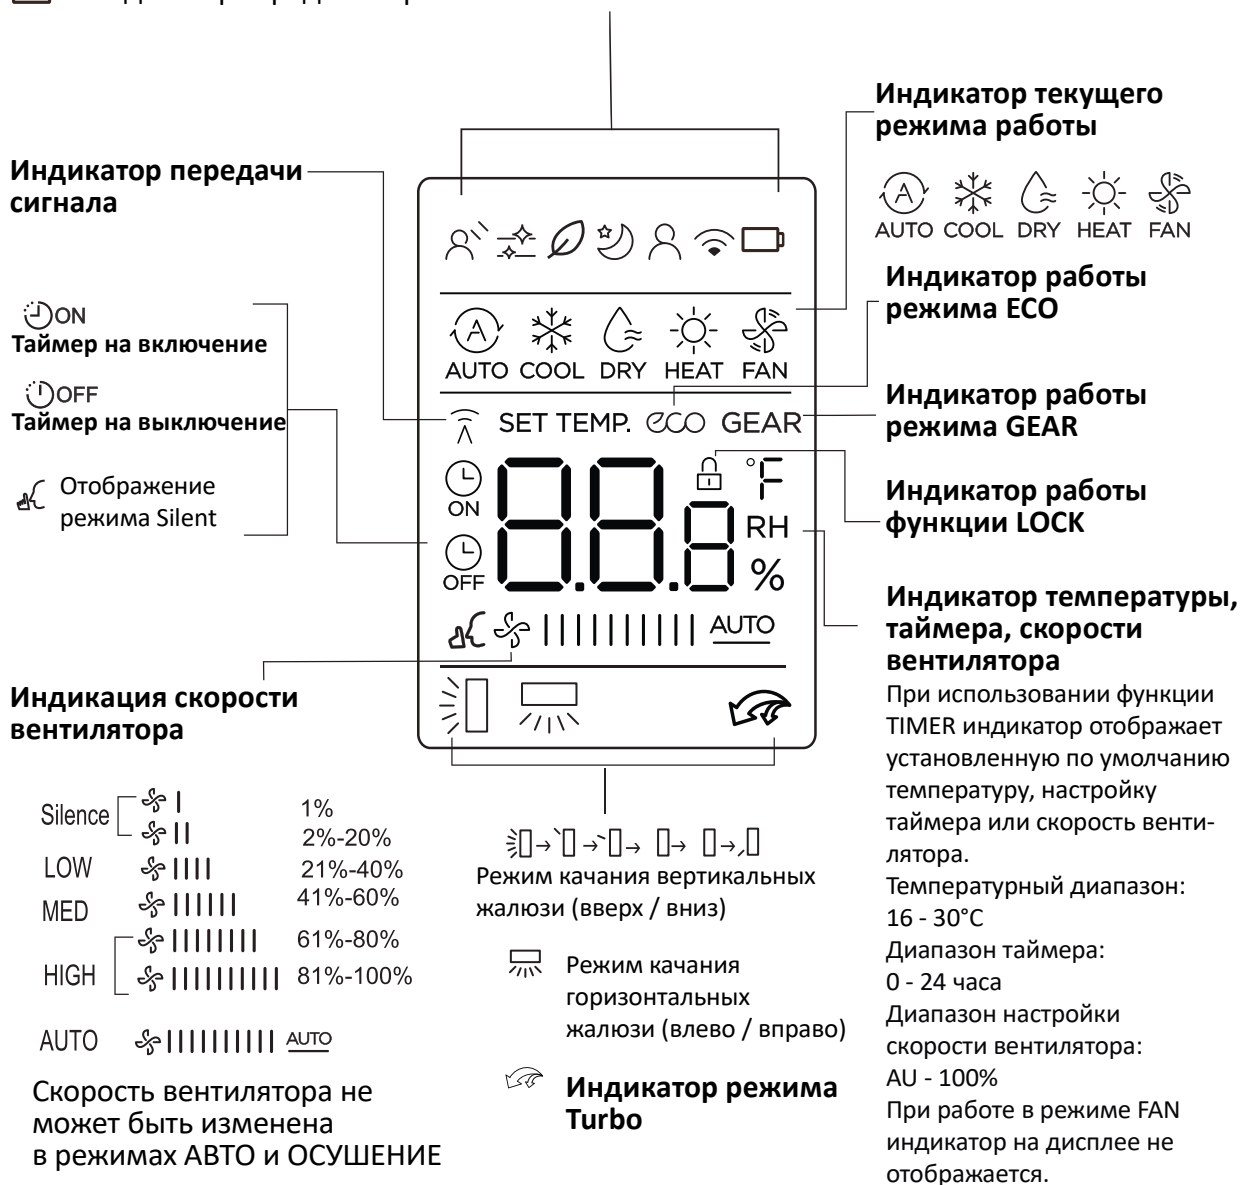 Индикатор передачи
сигнала
ON
Таймер на включение
OFF
Таймер на выключение
Отображение
режима Silent
Индикация скорости
вентилятора
Silence
1%
2%-20%
LOW
21%-40%
MED
41%-60%
61%-80%
HIGH
81%-100%
AUTO
AUTO
Скорость вентилятора не
может быть изменена
в режимах АВТО и ОСУШЕНИЕ
AUTO COOL DRY HEAT FAN
SET TEMP. eco GEAR
ON
88.8
°F
RH
OFF
%
AUTO
Режим качания вертикальных
жалюзи (вверх / вниз)
Режим качания
горизонтальных
жалюзи (влево / вправо)
Индикатор режима
Turbo
Индикатор текущего
режима работы
AUTO COOL DRY HEAT FAN
Индикатор работы
режима ECO
Индикатор работы
режима GEAR
Индикатор работы
функции LOCK
Индикатор температуры,
таймера, скорости
вентилятора
При использовании функции
TIMER индикатор отображает
установленную по умолчанию
температуру, настройку
таймера или скорость венти-
лятора.
Температурный диапазон:
16 - 30°C
Диапазон таймера:
0 - 24 часа
Диапазон настройки
скорости вентилятора:
AU - 100%
При работе в режиме FAN
индикатор на дисплее не
отображается.